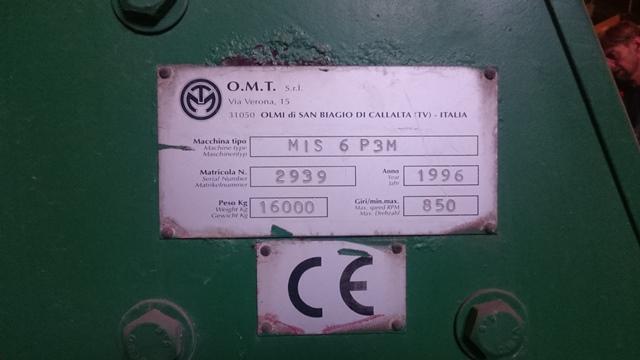 O.M.T. S.r.l.
Via Verona, 15
31050 OLMI di SAN BIAGIO DI CALLALTA (TV) - ITALIA
Macchina tipo
Machine type
Maschinentyp
MIS 6 P3M
Matricola N.
Serial Number
Matrikelnummer
2939
Anno
Year
Jahr
1996
Peso Kg
Weight Kg
Gewicht Kg
16000
Giri/min.max.
Max. speed RPM
Max. Drehzahl
850
CE